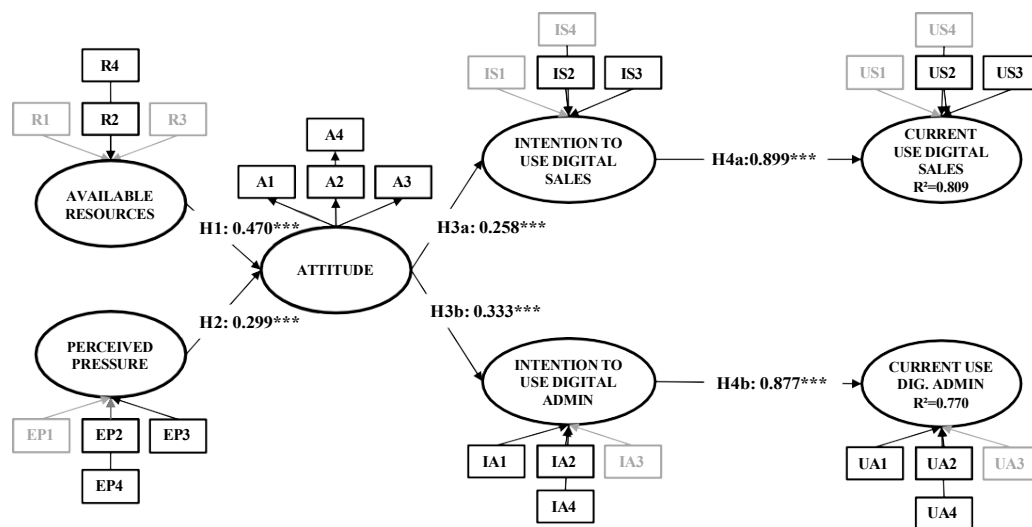 IS4
US4
IS1
IS2
IS3
US1
US2
US3
R4
R1
R2
R3
A4
A1
A2
A3
AVAILABLE
RESOURCES
INTENTION TO
USE DIGITAL
SALES
H4a:0.899***
CURRENT
USE DIGITAL
SALES
R²=0.809
H1: 0.470***
H3a: 0.258***
ATTITUDE
H2: 0.299***
H3b: 0.333***
PERCEIVED
PRESSURE
INTENTION TO
USE DIGITAL
ADMIN
H4b: 0.877***
CURRENT USE
DIG. ADMIN
R²=0.770
EP1
EP2
EP3
EP4
IA1
IA2
IA3
IA4
UA1
UA2
UA3
UA4